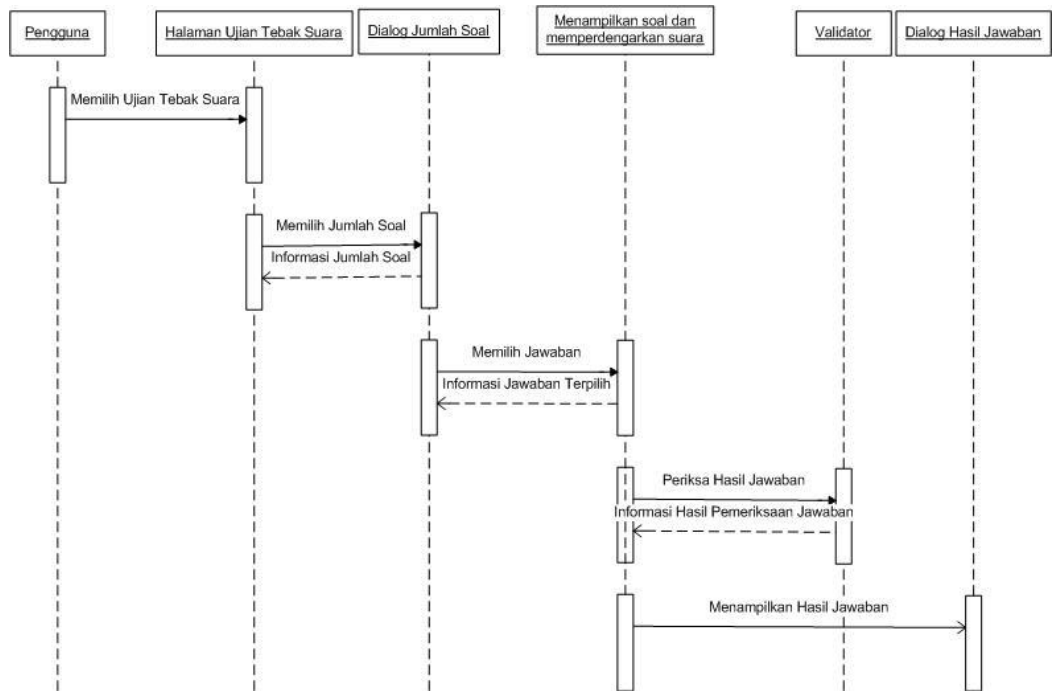 Pengguna
Halaman Ujian Tebak Suara
Dialog Jumlah Soal
Menampilkan soal dan
memperdengarkan suara
Validator
Dialog Hasil Jawaban
Memilih Ujian Tebak Suara
Memilih Jumlah Soal
Informasi Jumlah Soal
Memilih Jawaban
Informasi Jawaban Terpilih
Periksa Hasil Jawaban
Informasi Hasil Pemeriksaan Jawaban
Menampilkan Hasil Jawaban